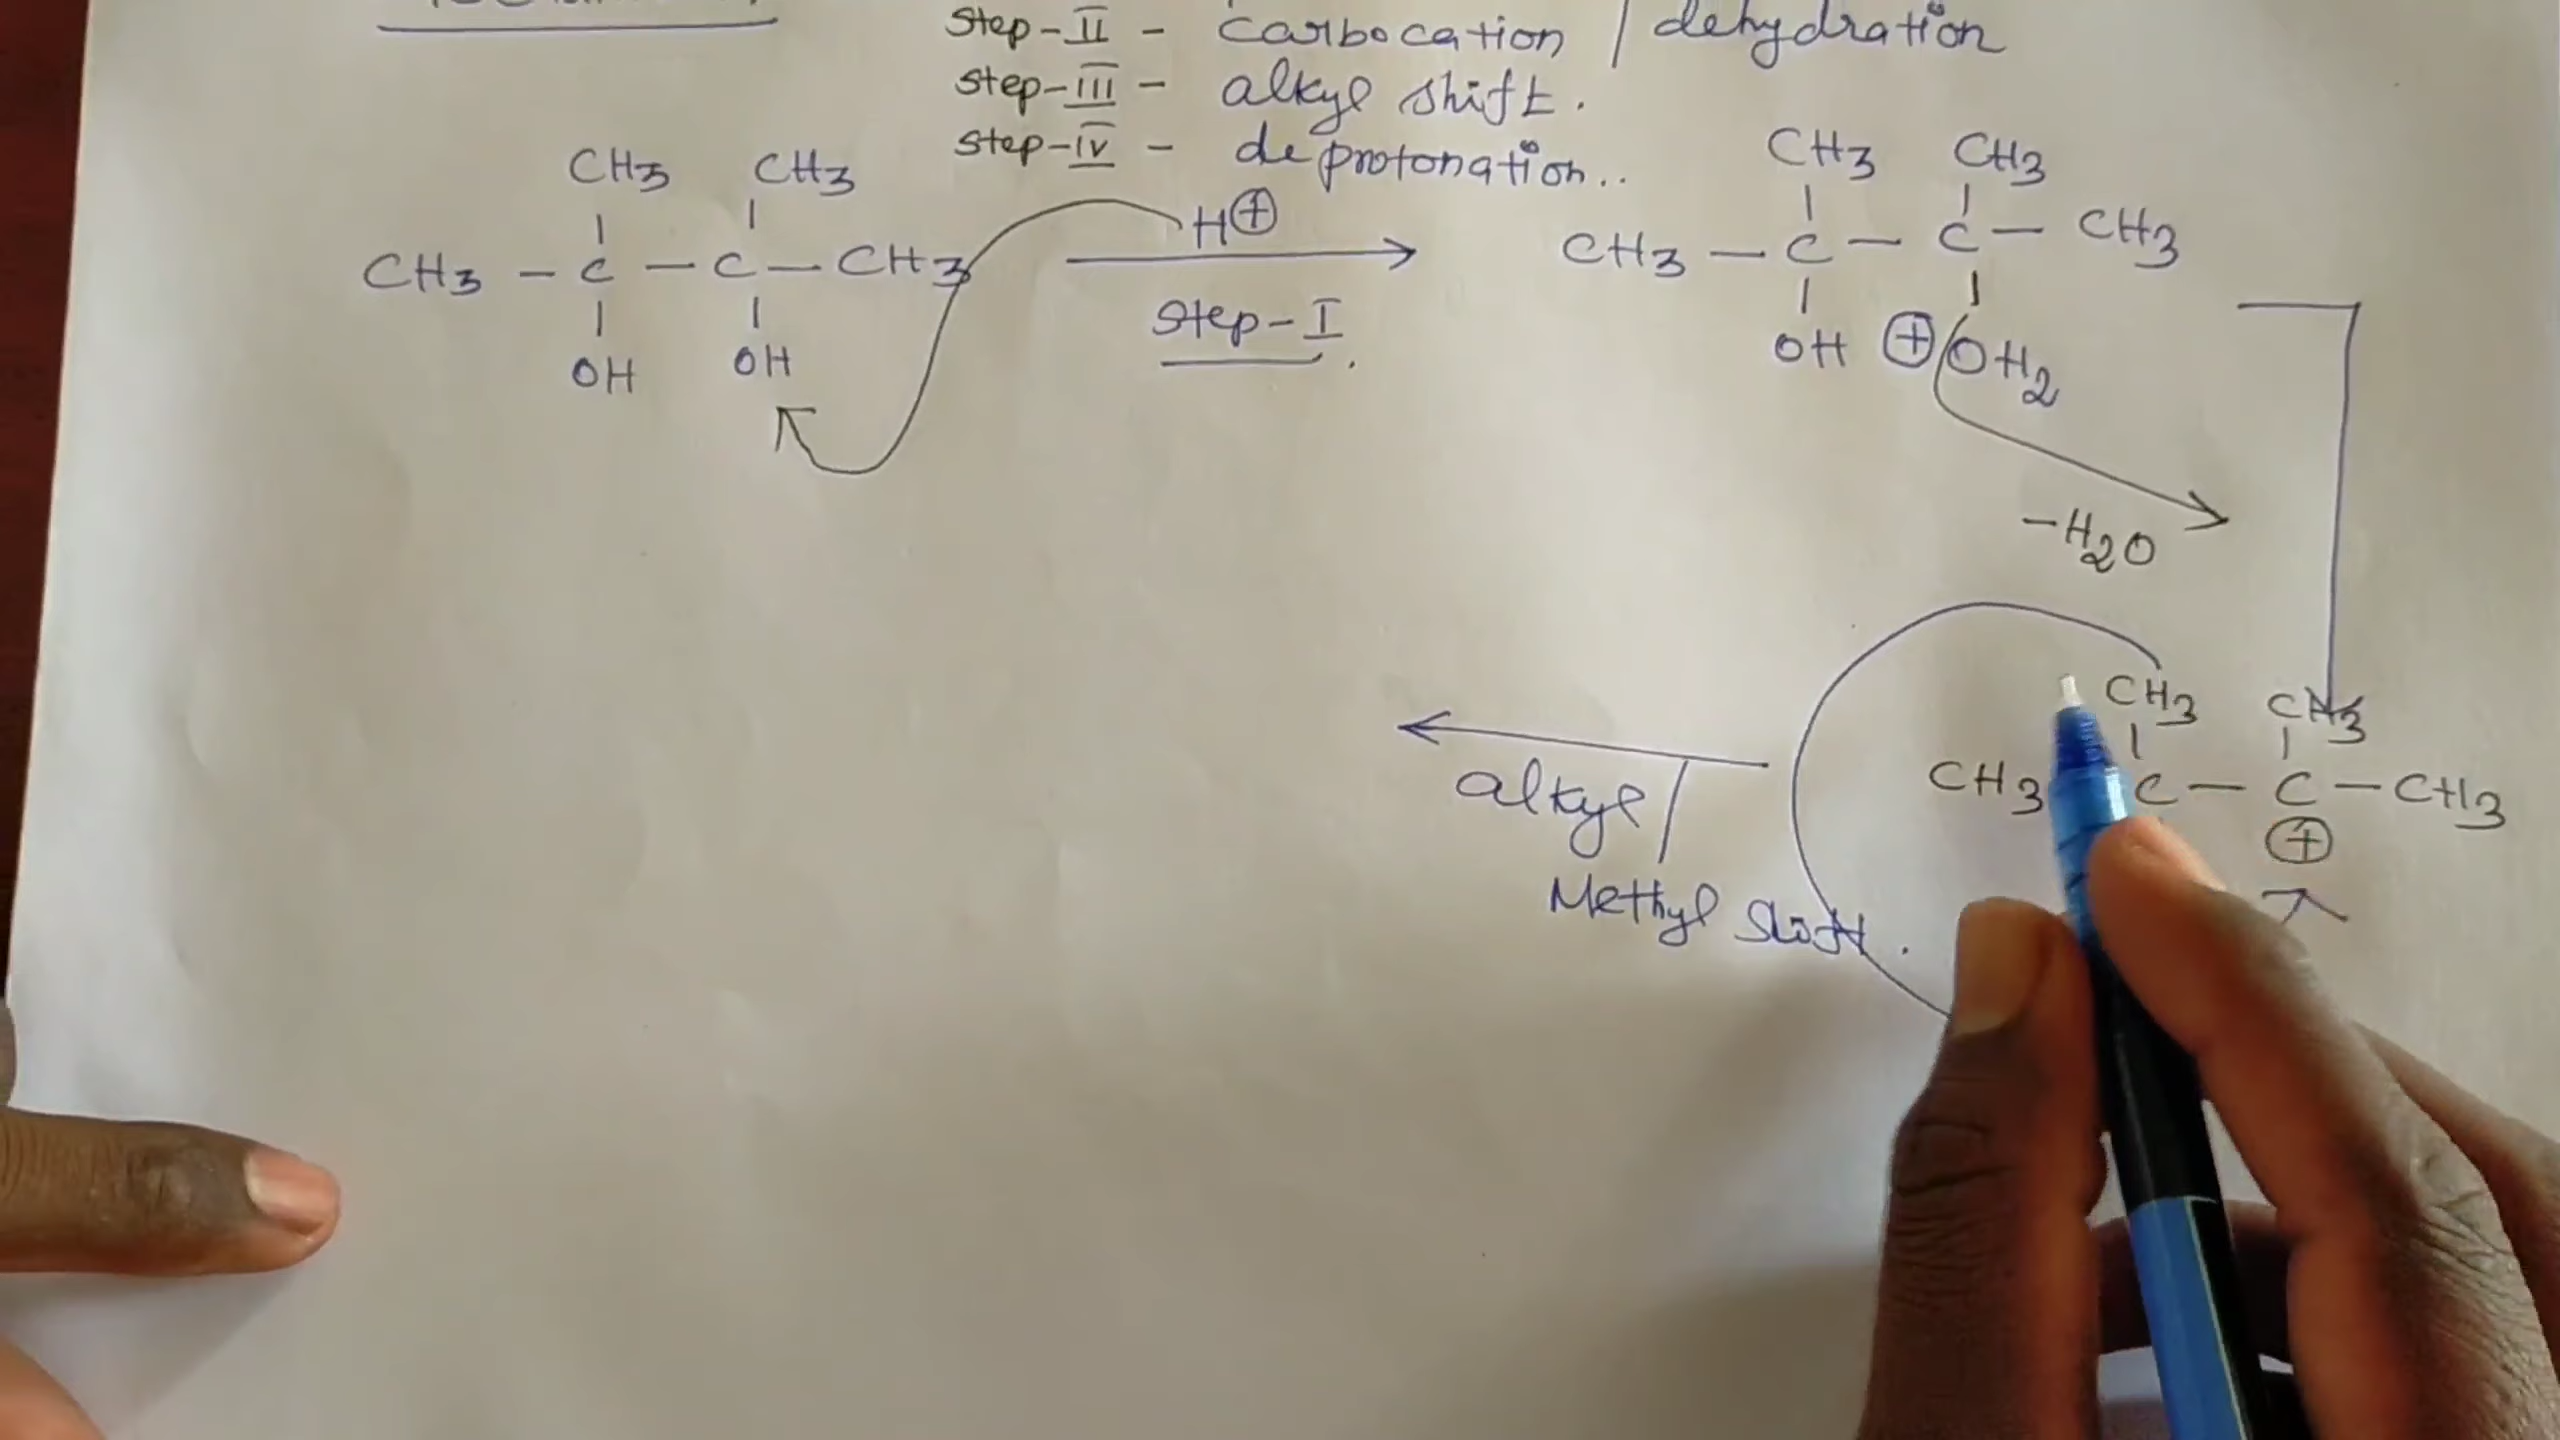 Step-II - Carbocation / dehydration
Step-III - alkyl shift.
Step-IV - deprotonation..
CH3 CH3
CH3 - C - C - CH3
OH OH
H⊕
Step-I.
CH3 CH3
CH3 - C - C - CH3
OH ⊕OH2
-H2O
CH3 CH3
CH3 C - C - CH3
⊕
alkyl /
Methyl Shift.